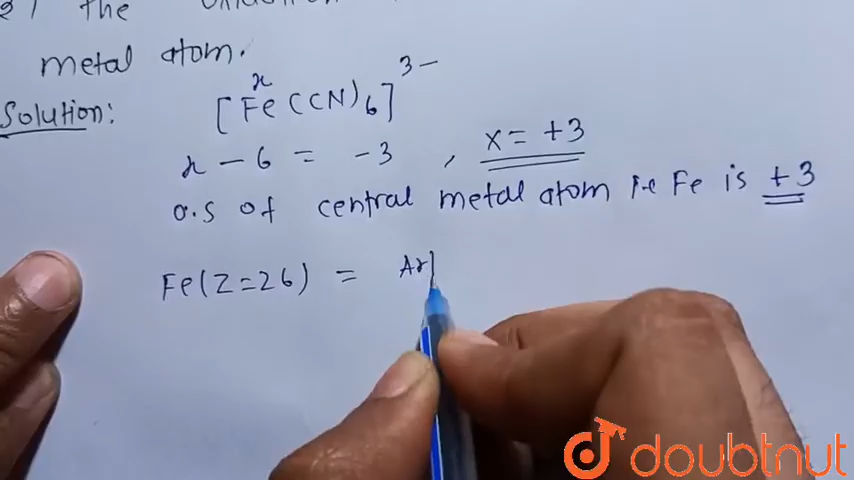 the
metal atom.
Solution: [Fe(CN)6]3-
x
x - 6 = -3 , x = +3
o.s of central metal atom i.e Fe is +3
Fe(Z=26) = Ar
doubtnut